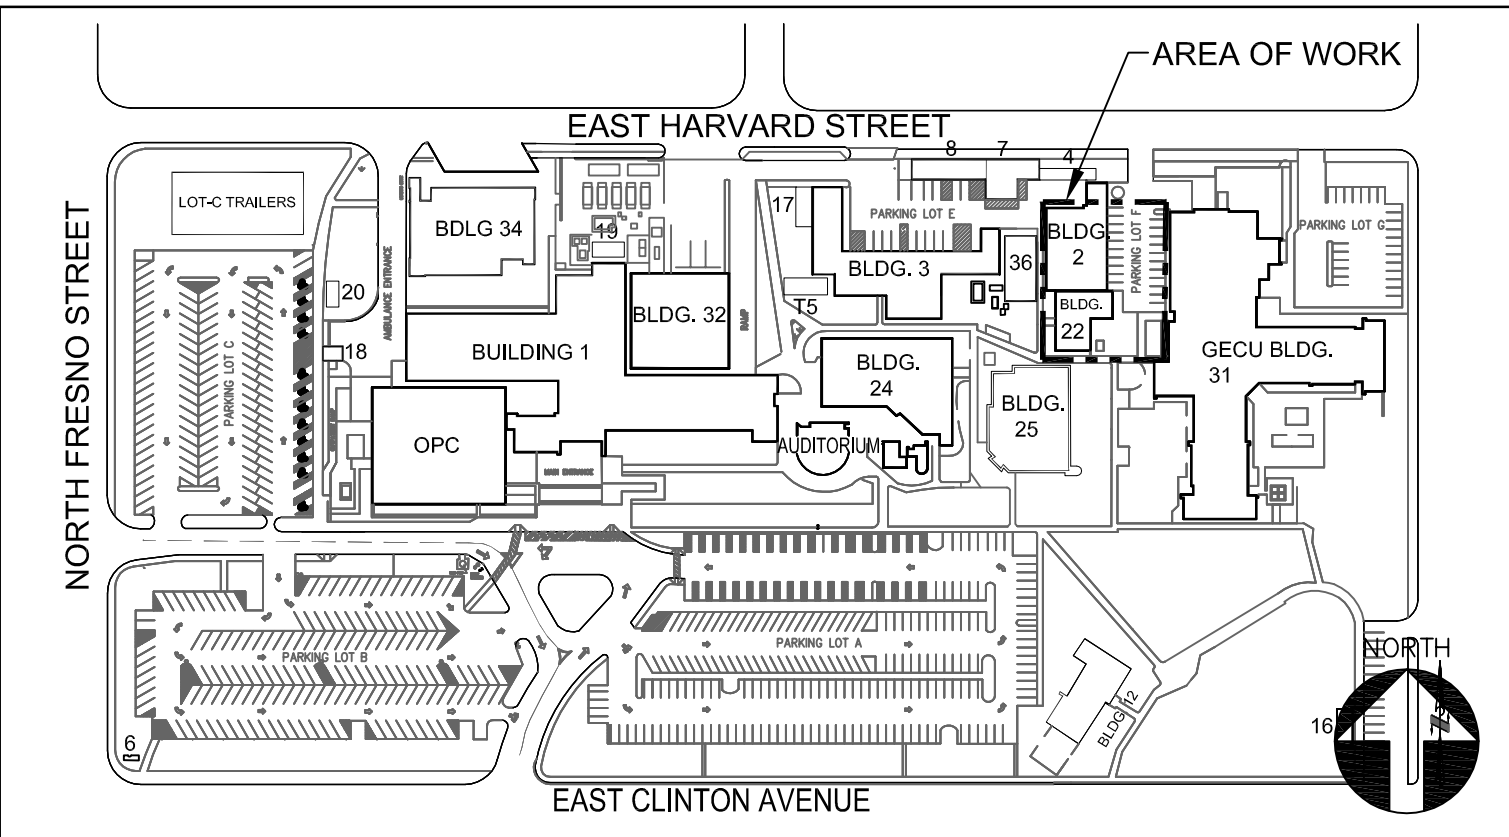 AREA OF WORK
EAST HARVARD STREET
8
7
4
LOT-C TRAILERS
NORTH FRESNO STREET
AMBULANCE ENTRANCE
BDLG 34
19
17
PARKING LOT E
BLDG. 3
36
BLDG.
2
PARKING LOT F
PARKING LOT G
BLDG.
22
20
18
T5
RAMP
BLDG. 32
BUILDING 1
PARKING LOT C
BLDG.
24
BLDG.
25
GECU BLDG.
31
OPC
AUDITORIUM
MAIN ENTRANCE
PARKING LOT B
PARKING LOT A
BLDG 12
6
16
NORTH
EAST CLINTON AVENUE